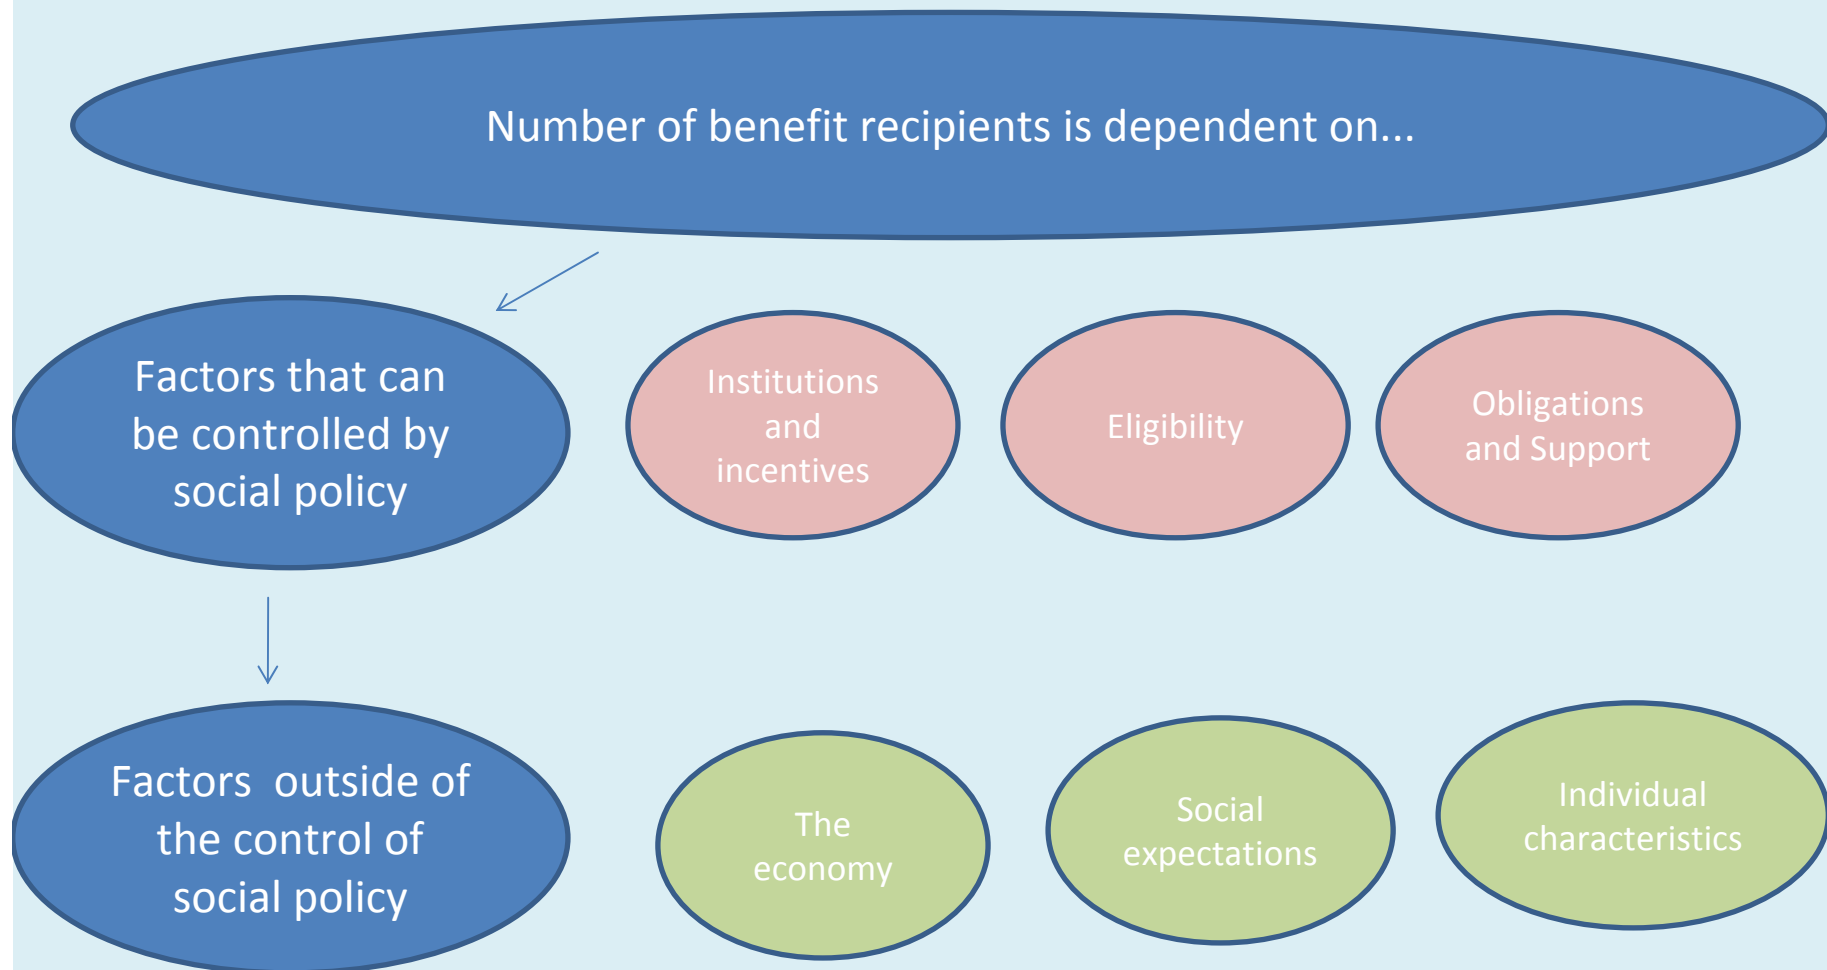 Number of benefit recipients is dependent on...
Factors that can
be controlled by
social policy
Institutions
and
incentives
Eligibility
Obligations
and Support
Factors  outside of
the control of
social policy
The
economy
Social
expectations
Individual
characteristics